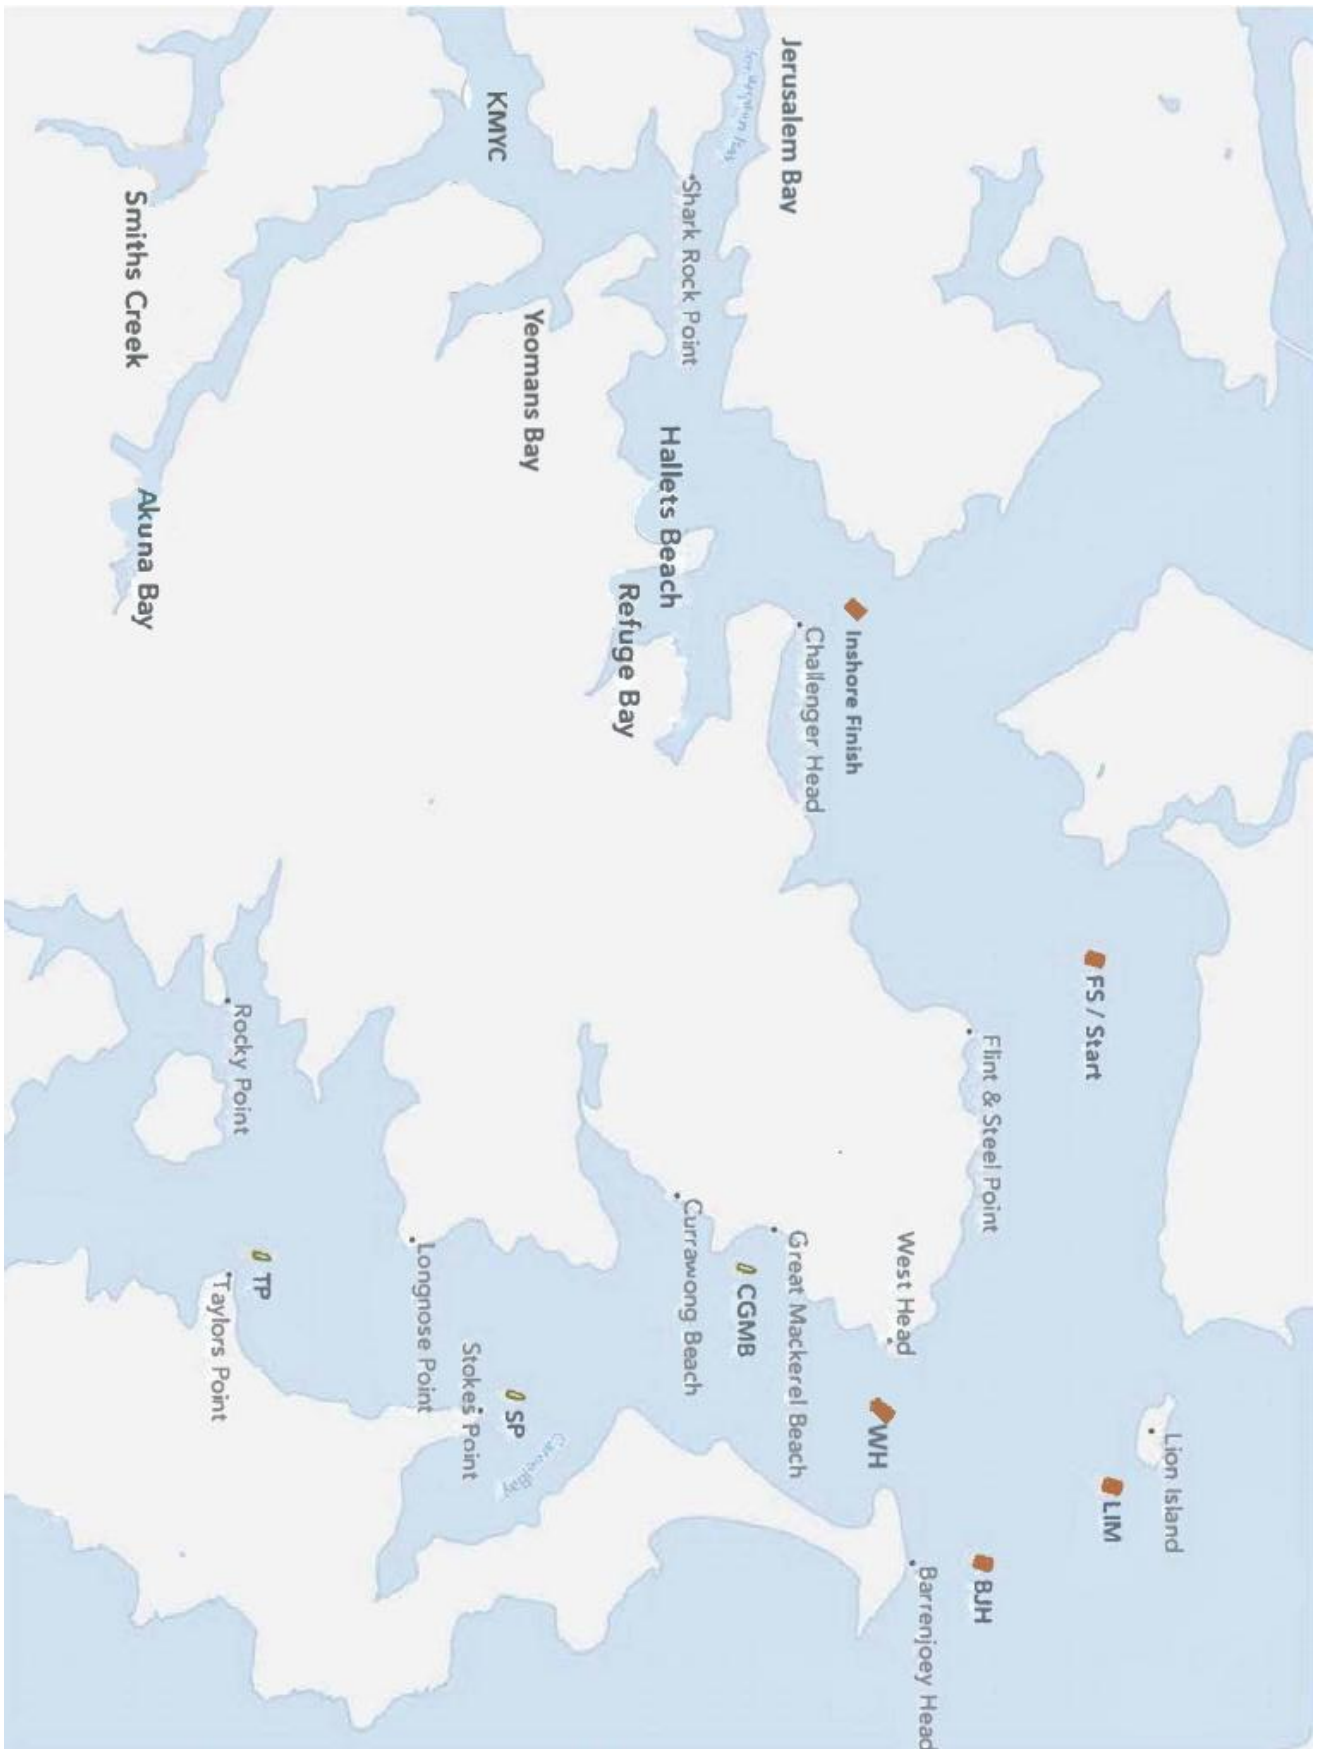 Lion Island
LIM
FS / Start
Flint & Steel Point
BJH
Barrenjoey Head
West Head
WH
Inshore Finish
Challenger Head
Great Mackerel Beach
Jerusalem Bay
CGMB
Shark Rock Point
Currawong Beach
Hallets Beach
Refuge Bay
Careel Bay
Yeomans Bay
SP
KMYC
Stokes Point
Longnose Point
TP
Rocky Point
Taylors Point
Akuna Bay
Smiths Creek